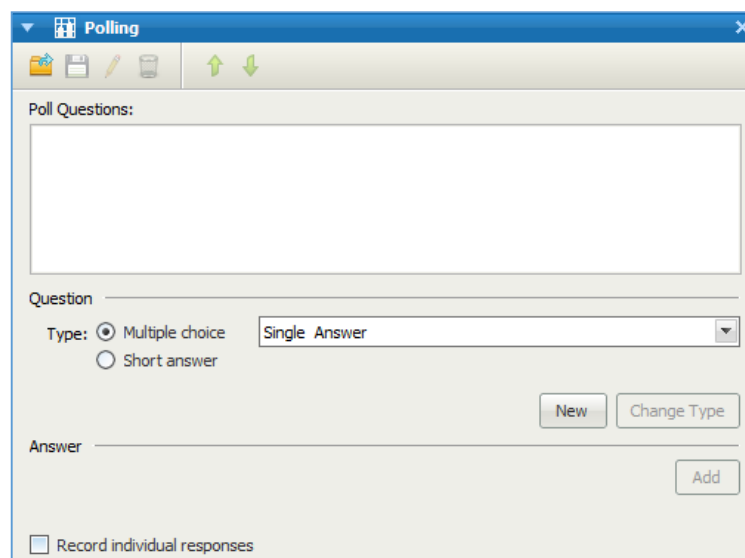 Polling
Poll Questions:
Question
Type: Multiple choice Single Answer
Short answer
New Change Type
Answer
Add
Record individual responses